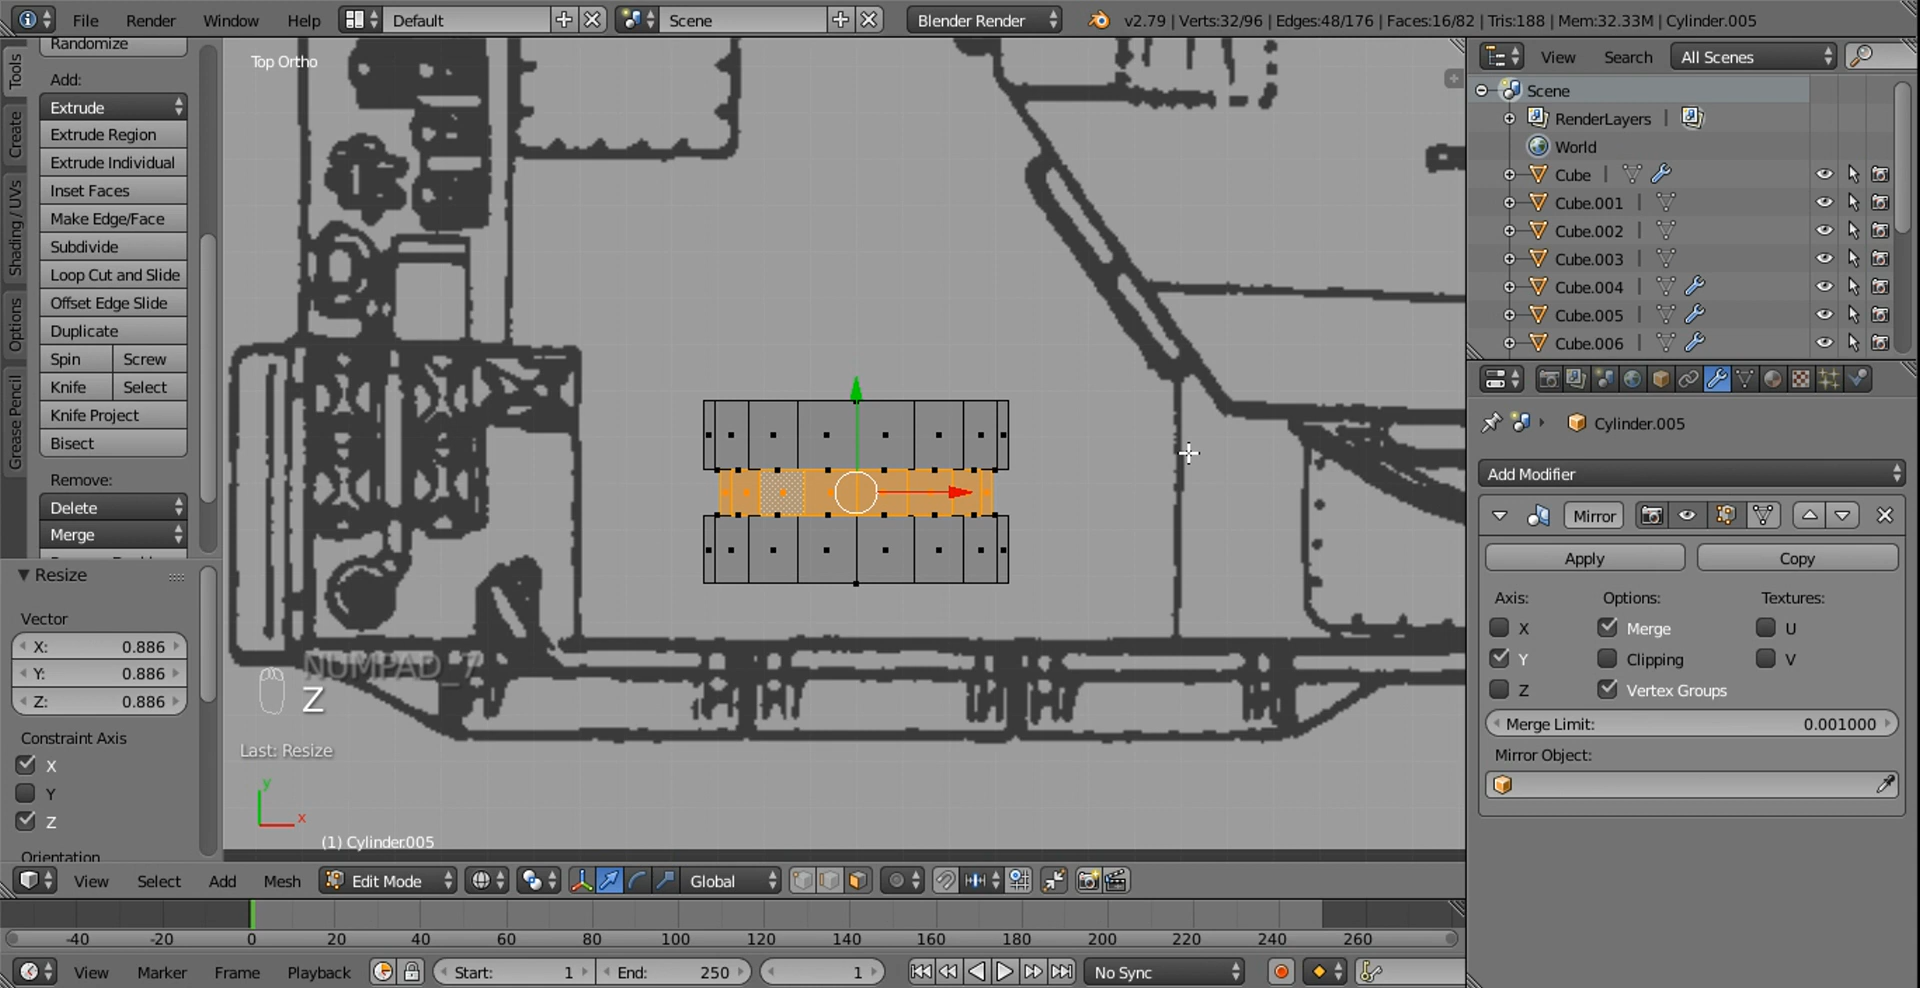 File Render Window Help Default Scene Blender Render v2.79 | Verts:32/96 | Edges:48/176 | Faces:16/82 | Tris:188 | Mem:32.33M | Cylinder.005
Randomize
Add:
Extrude
Extrude Region
Extrude Individual
Inset Faces
Make Edge/Face
Subdivide
Loop Cut and Slide
Offset Edge Slide
Duplicate
Spin Screw
Knife Select
Knife Project
Bisect
Remove:
Delete
Merge
Tools
Create
Shading / UVs
Options
Grease Pencil
Resize
Vector
X: 0.886
Y: 0.886
Z: 0.886
Constraint Axis
X
Y
Z
Orientation
Top Ortho
NUMPAD_7
Z
Last: Resize
y
x
(1) Cylinder.005
View Select Add Mesh Edit Mode Global
-40 -20 0 20 40 60 80 100 120 140 160 180 200 220 240 260
View Marker Frame Playback Start: 1 End: 250 1 No Sync
View Search All Scenes
Scene
RenderLayers |
World
Cube |
Cube.001 |
Cube.002 |
Cube.003 |
Cube.004 |
Cube.005 |
Cube.006 |
Cylinder.005
Add Modifier
Mirror
Apply Copy
Axis: Options: Textures:
X Merge U
Y Clipping V
Z Vertex Groups
Merge Limit: 0.001000
Mirror Object: